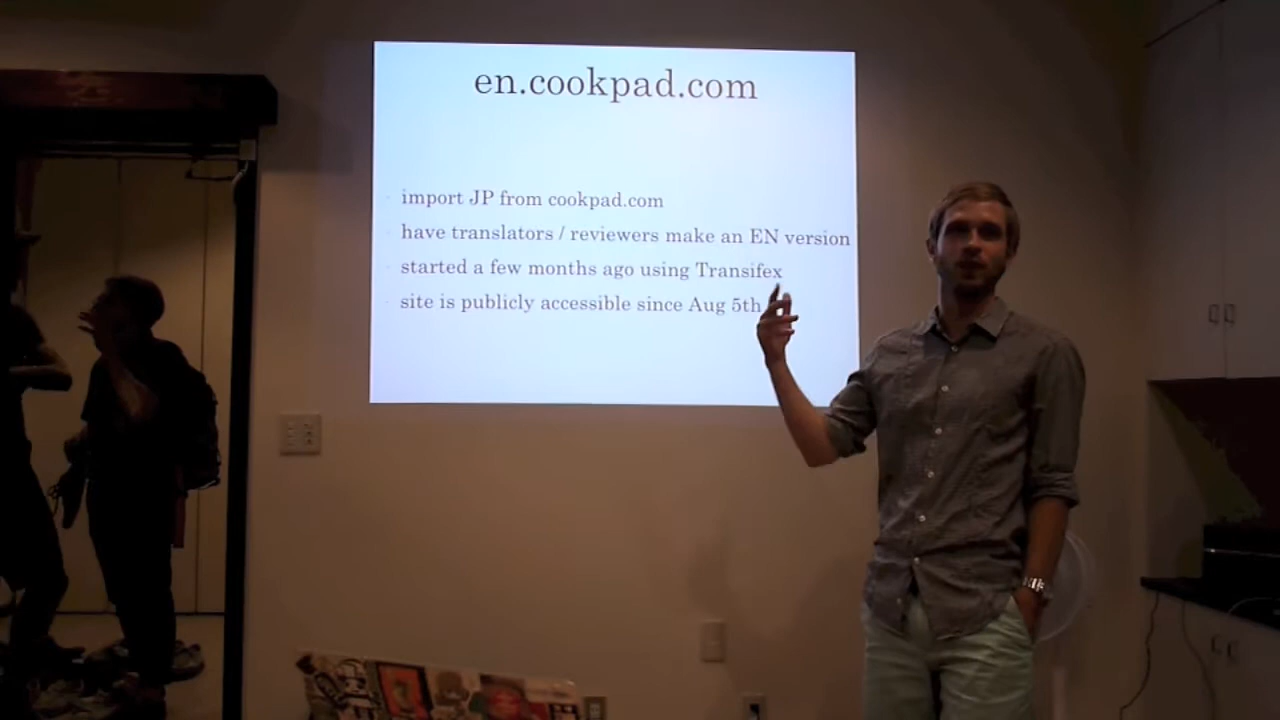 en.cookpad.com
import JP from cookpad.com
have translators / reviewers make an EN version
started a few months ago using Transifex
site is publicly accessible since Aug 5th